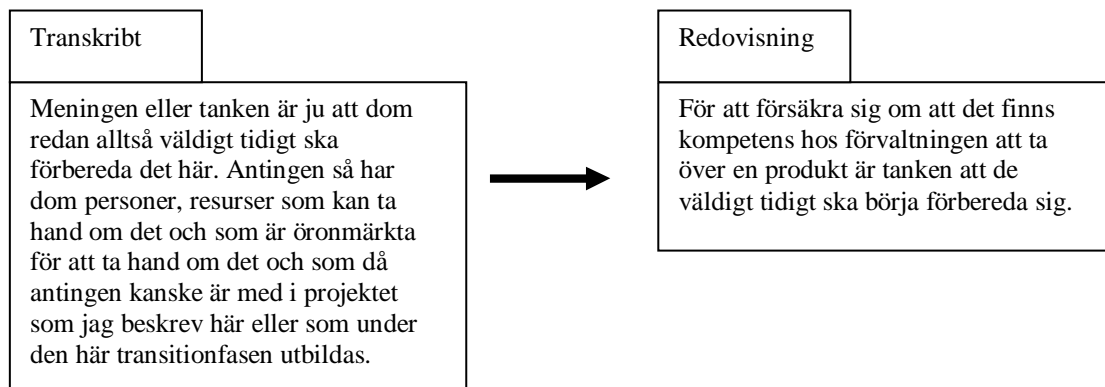 Transkribt
Meningen eller tanken är ju att dom
redan alltså väldigt tidigt ska
förbereda det här. Antingen så har
dom personer, resurser som kan ta
hand om det och som är öronmärkta
för att ta hand om det och som då
antingen kanske är med i projektet
som jag beskrev här eller som under
den här transitionfasen utbildas.
Redovisning
För att försäkra sig om att det finns
kompetens hos förvaltningen att ta
över en produkt är tanken att de
väldigt tidigt ska börja förbereda sig.